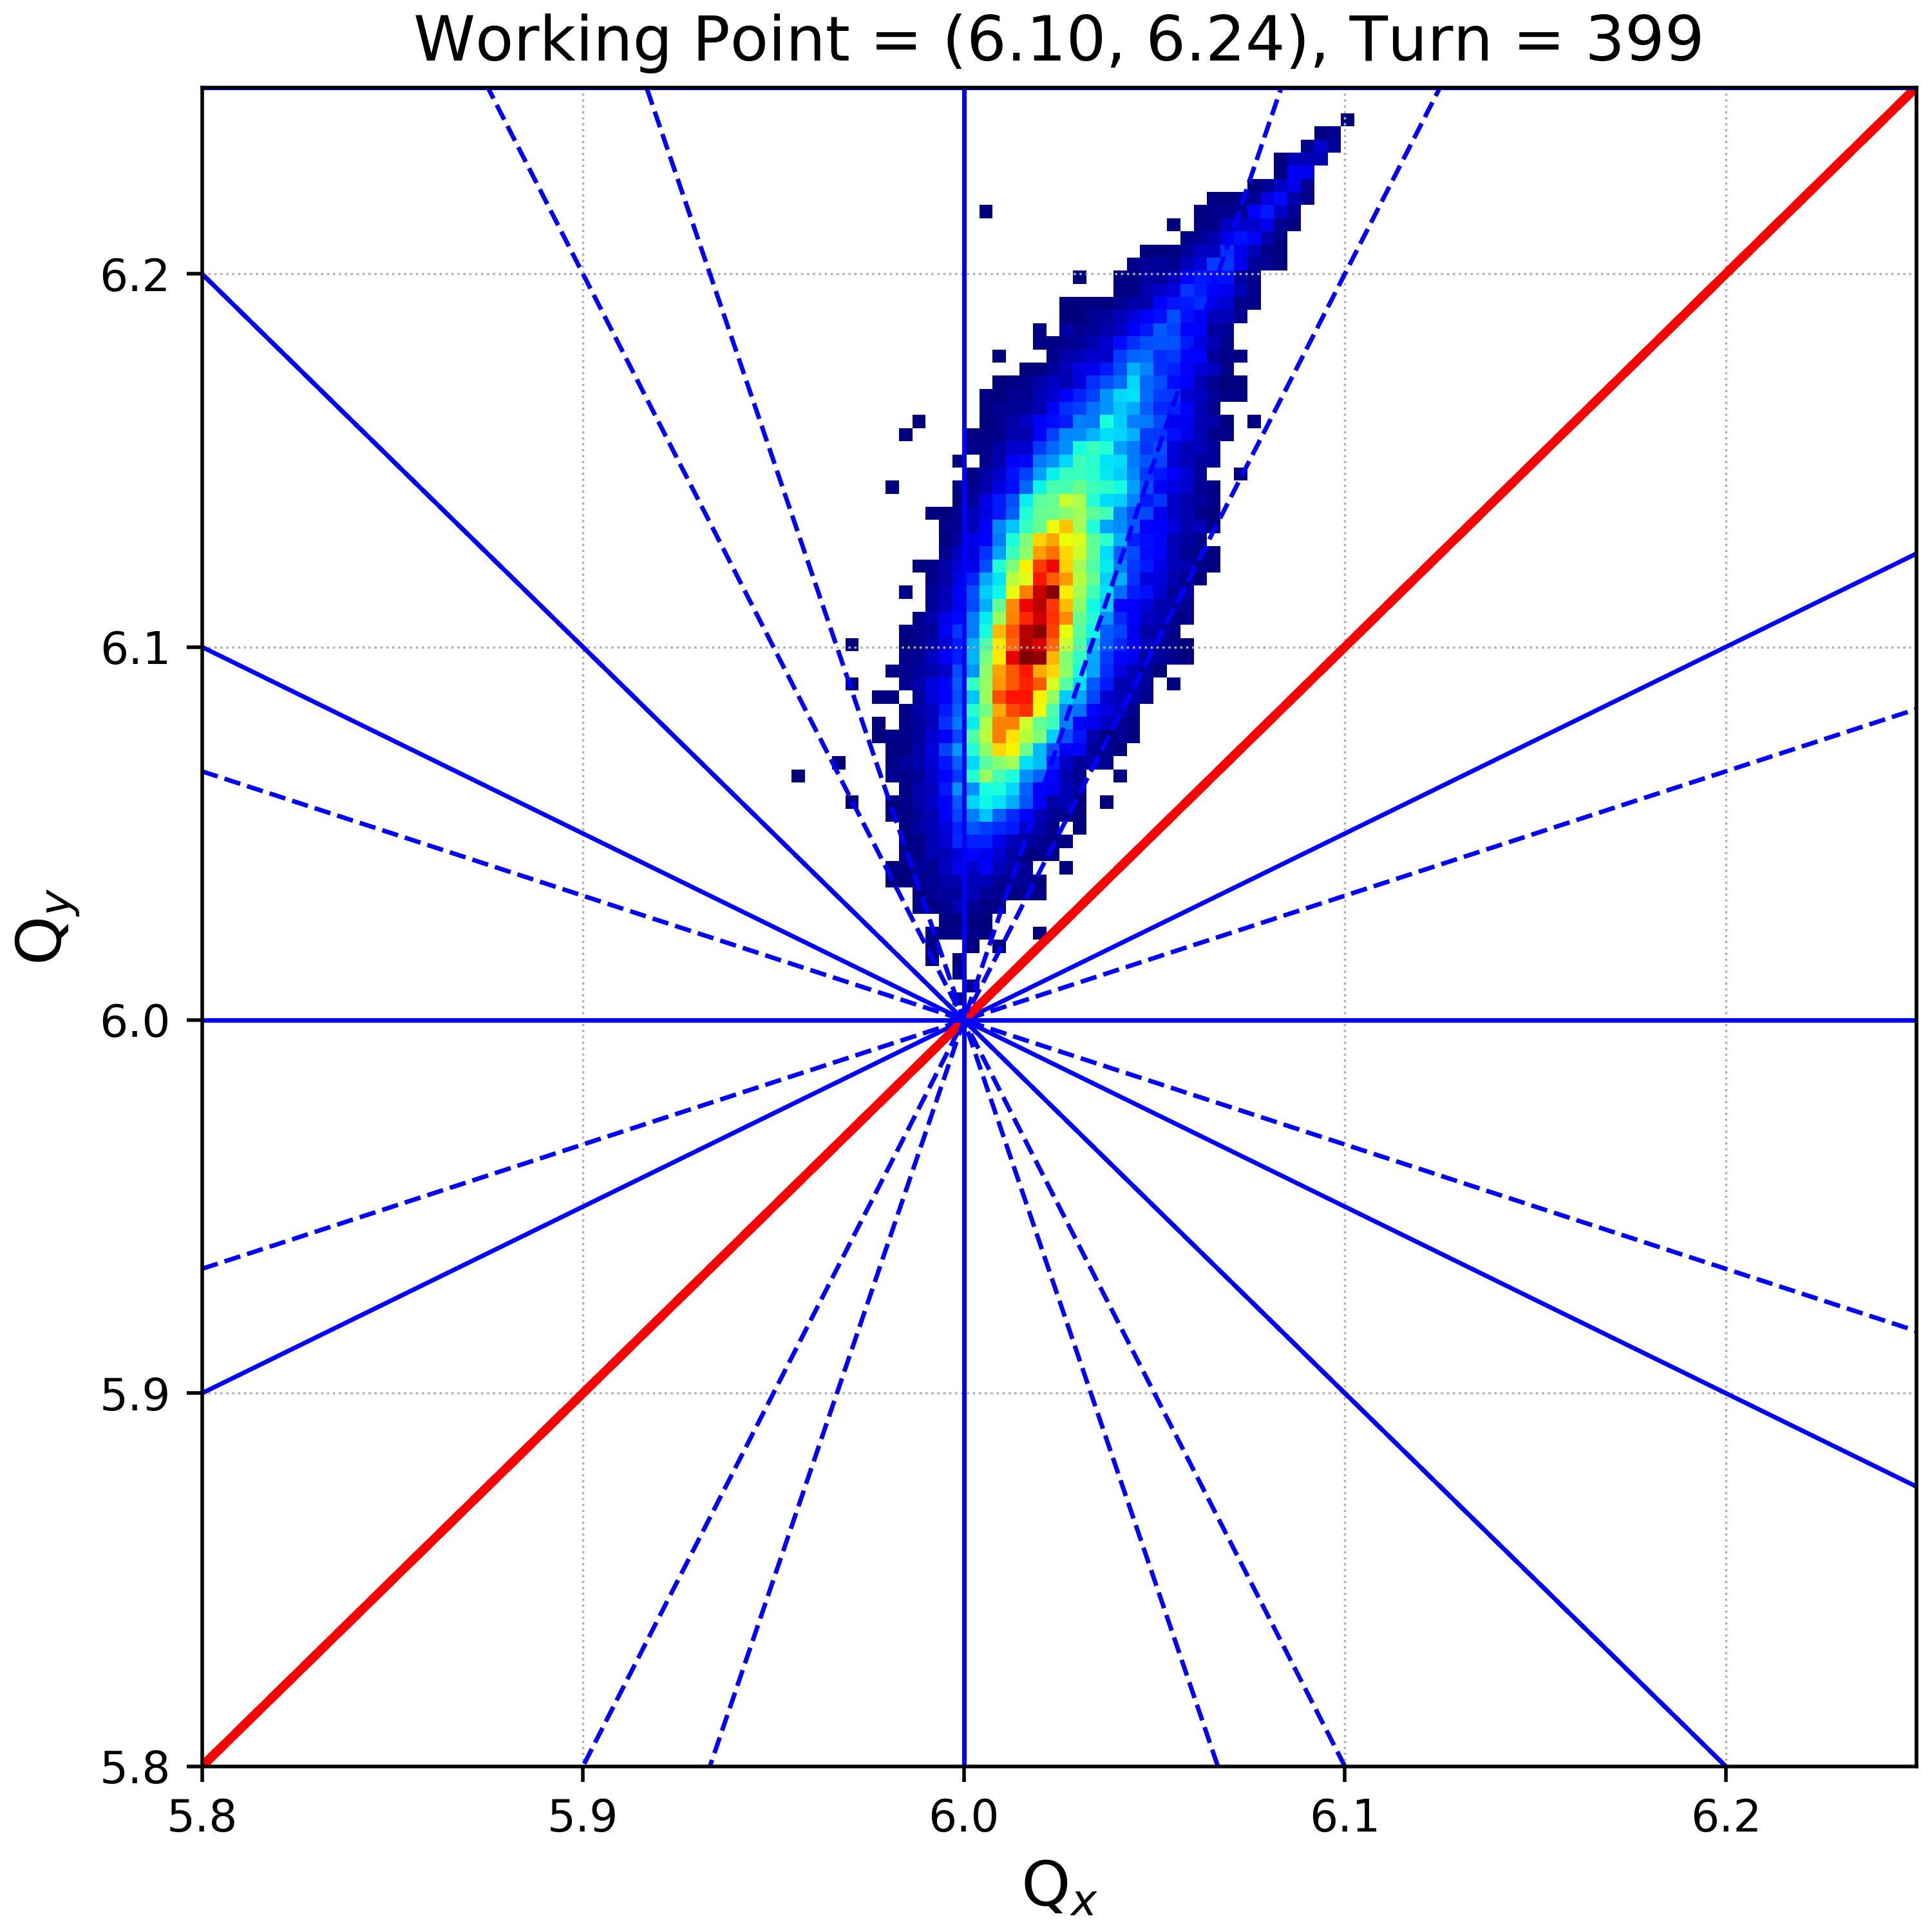 Working Point = (6.10, 6.24), Turn = 399
6.2
6.1
6.0
5.9
5.8
Qy
5.8 5.9 6.0 6.1 6.2
Qx